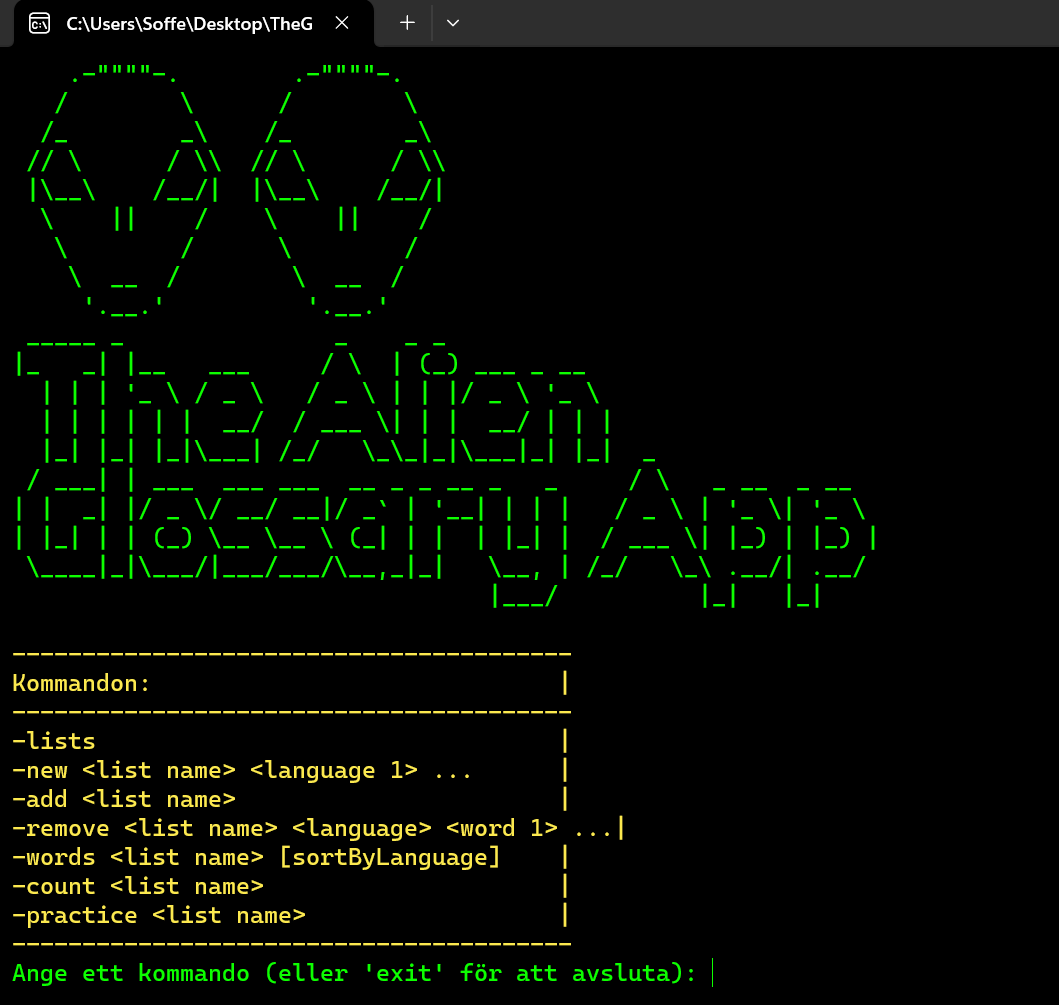 C:\Users\Soffe\Desktop\TheG
The Alien
Glossary App
----------------------------------------
Kommandon:                              |
----------------------------------------
-lists                                  |
-new <list name> <language 1> ...       |
-add <list name>                        |
-remove <list name> <language> <word 1> ...|
-words <list name> [sortByLanguage]     |
-count <list name>                      |
-practice <list name>                   |
----------------------------------------
Ange ett kommando (eller 'exit' för att avsluta):